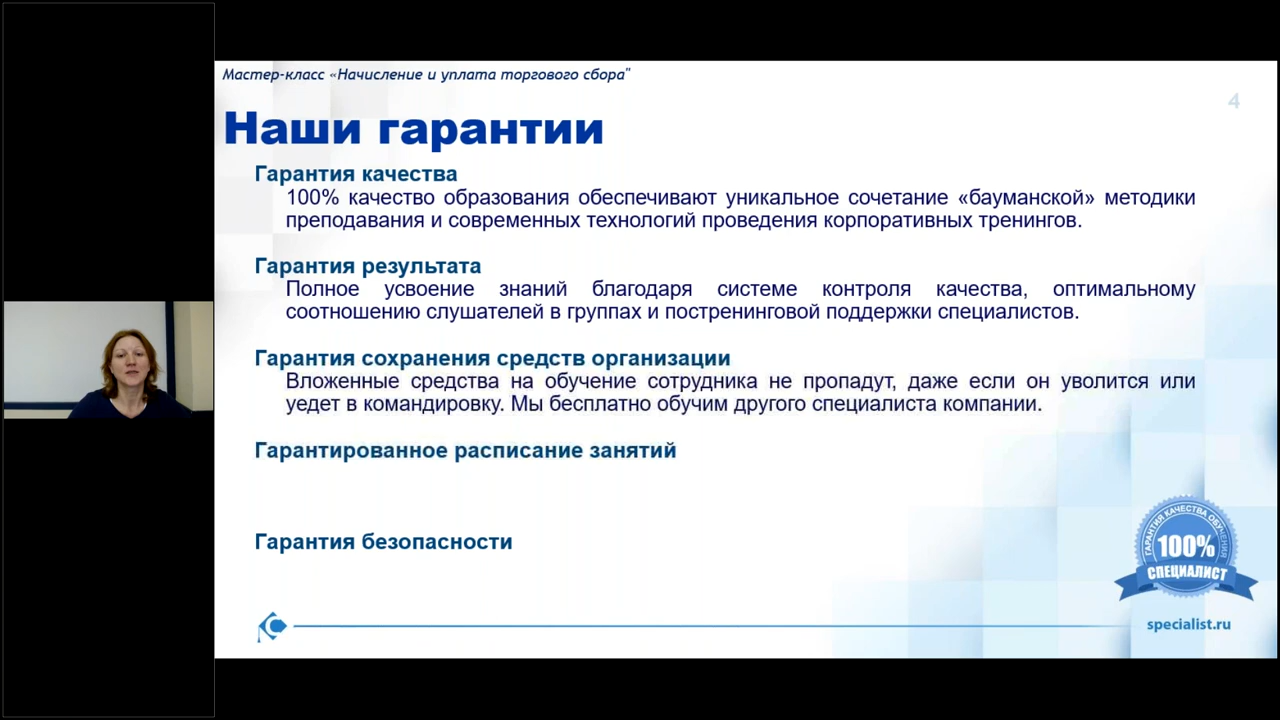 Мастер-класс «Начисление и уплата торгового сбора"
4
Наши гарантии
Гарантия качества
100% качество образования обеспечивают уникальное сочетание «бауманской» методики
преподавания и современных технологий проведения корпоративных тренингов.
Гарантия результата
Полное усвоение знаний благодаря системе контроля качества, оптимальному
соотношению слушателей в группах и постренинговой поддержки специалистов.
Гарантия сохранения средств организации
Вложенные средства на обучение сотрудника не пропадут, даже если он уволится или
уедет в командировку. Мы бесплатно обучим другого специалиста компании.
Гарантированное расписание занятий
Гарантия безопасности
ГАРАНТИЯ КАЧЕСТВА ОБУЧЕНИЯ
100%
СПЕЦИАЛИСТ
specialist.ru